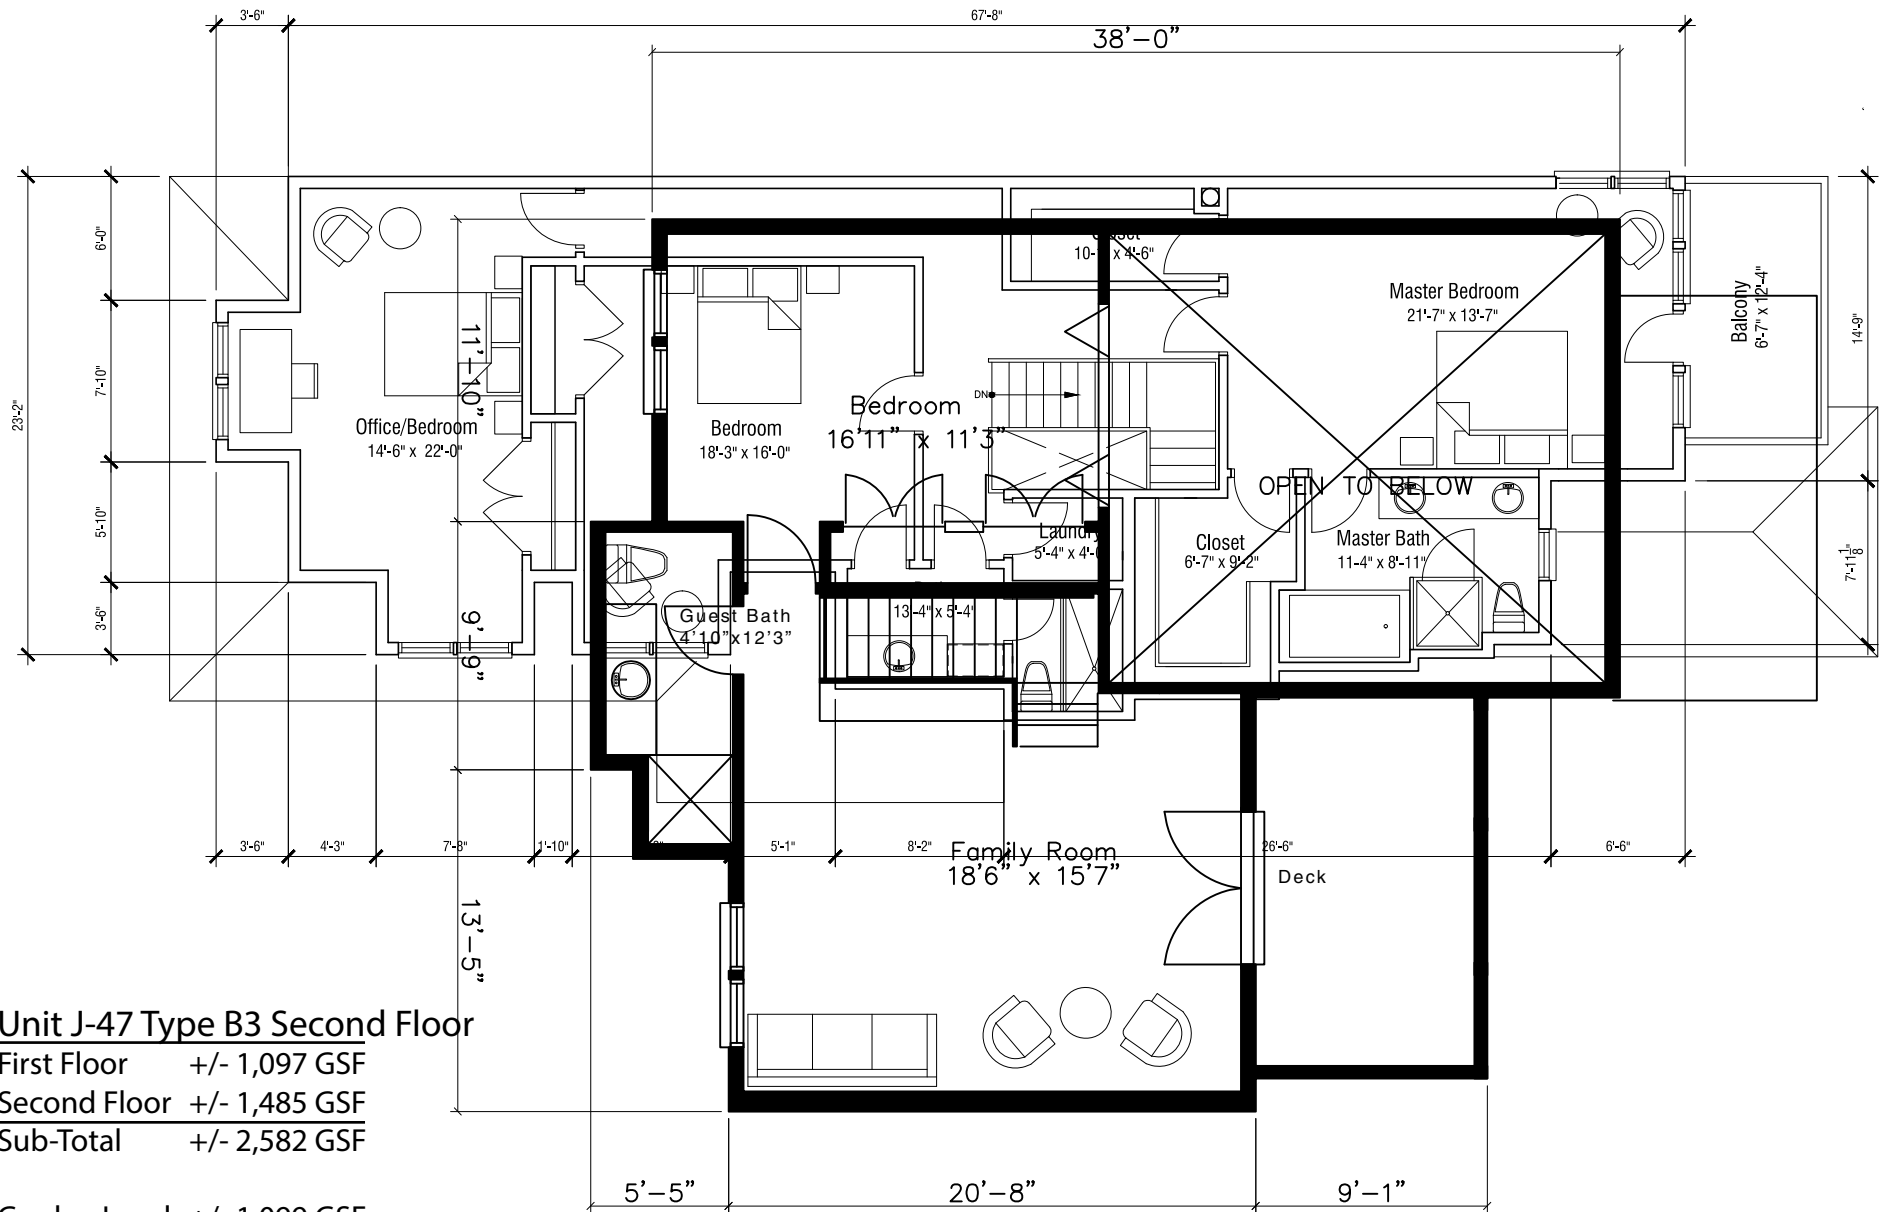 3'-6"
67'-8"
38'-0"
6'-0"
7'-10"
23'-2"
5'-10"
3'-6"
11'-10"
9'-9"
13'-5"
14'-9"
7'-11 1/8"
10- x 4'-6"
Master Bedroom
21'-7" x 13'-7"
Balcony
6'-7" x 12'-4"
Office/Bedroom
14'-6" x 22'-0"
Bedroom
18'-3" x 16'-0"
Bedroom
16'11" x 11'3"
DN
OPEN TO BELOW
Laundry
5'-4" x 4'-
Closet
6'-7" x 9'-2"
Master Bath
11'-4" x 8'-11"
Guest Bath
4'10"x12'3"
13'-4" x 5'-4"
3'-6"
4'-3"
7'-8"
1'-10"
5'-1"
8'-2"
26'-6"
6'-6"
Family Room
18'6" x 15'7"
Deck
Unit J-47 Type B3 Second Floor
First Floor +/- 1,097 GSF
Second Floor +/- 1,485 GSF
Sub-Total +/- 2,582 GSF
5'-5"
20'-8"
9'-1"